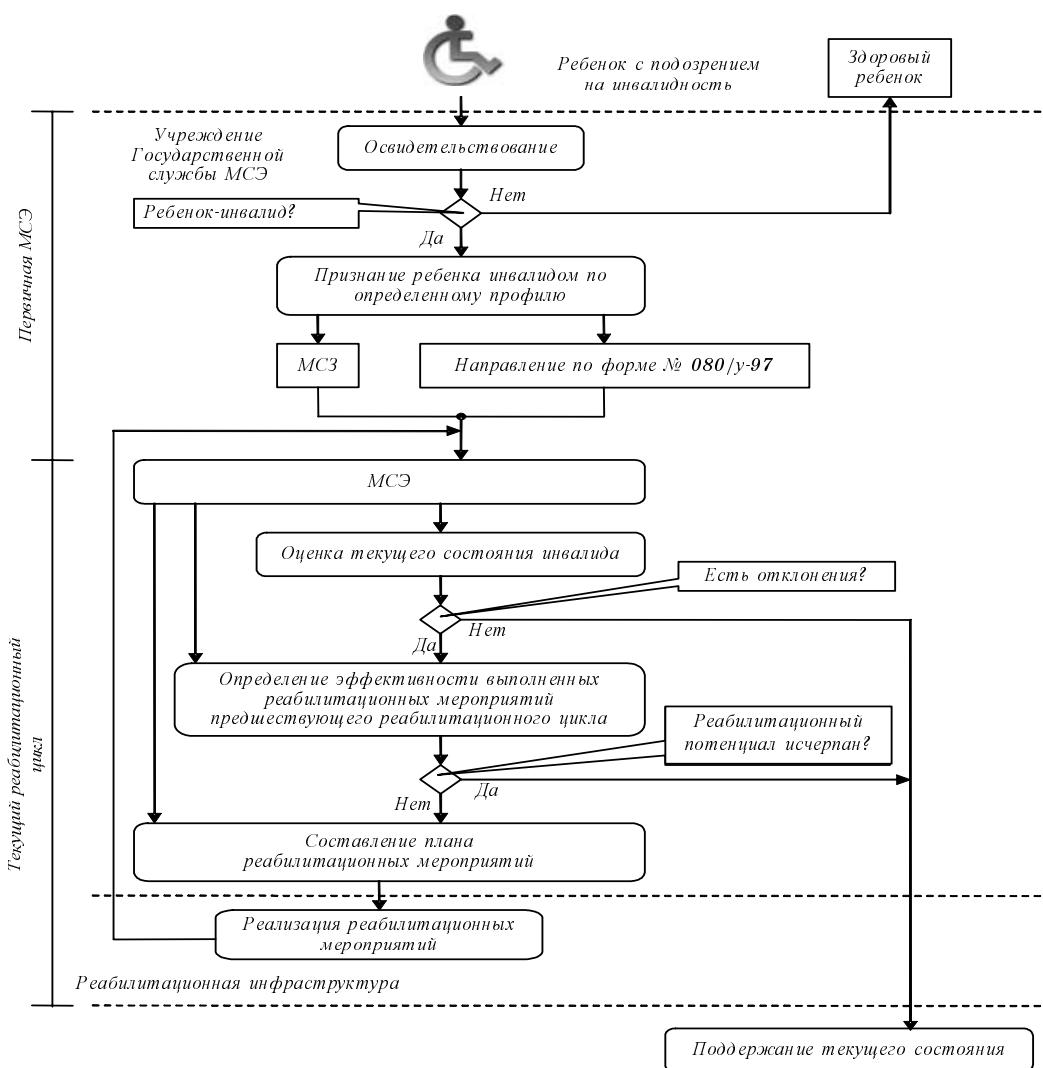 Ребенок с подозрением
на инвалидность
Здоровый
ребенок
Учреждение
Государственной
службы МСЭ
Освидетельствование
Нет
Ребенок-инвалид?
Да
Первичная МСЭ
Признание ребенка инвалидом по
определенному профилю
МСЗ
Направление по форме № 080/у-97
МСЭ
Оценка текущего состояния инвалида
Есть отклонения?
Нет
Да
Текущий реабилитационный
цикл
Определение эффективности выполненных
реабилитационных мероприятий
предшествующего реабилитационного цикла
Реабилитационный
потенциал исчерпан?
Да
Нет
Составление плана
реабилитационных мероприятий
Реализация реабилитационных
мероприятий
Реабилитационная инфраструктура
Поддержание текущего состояния